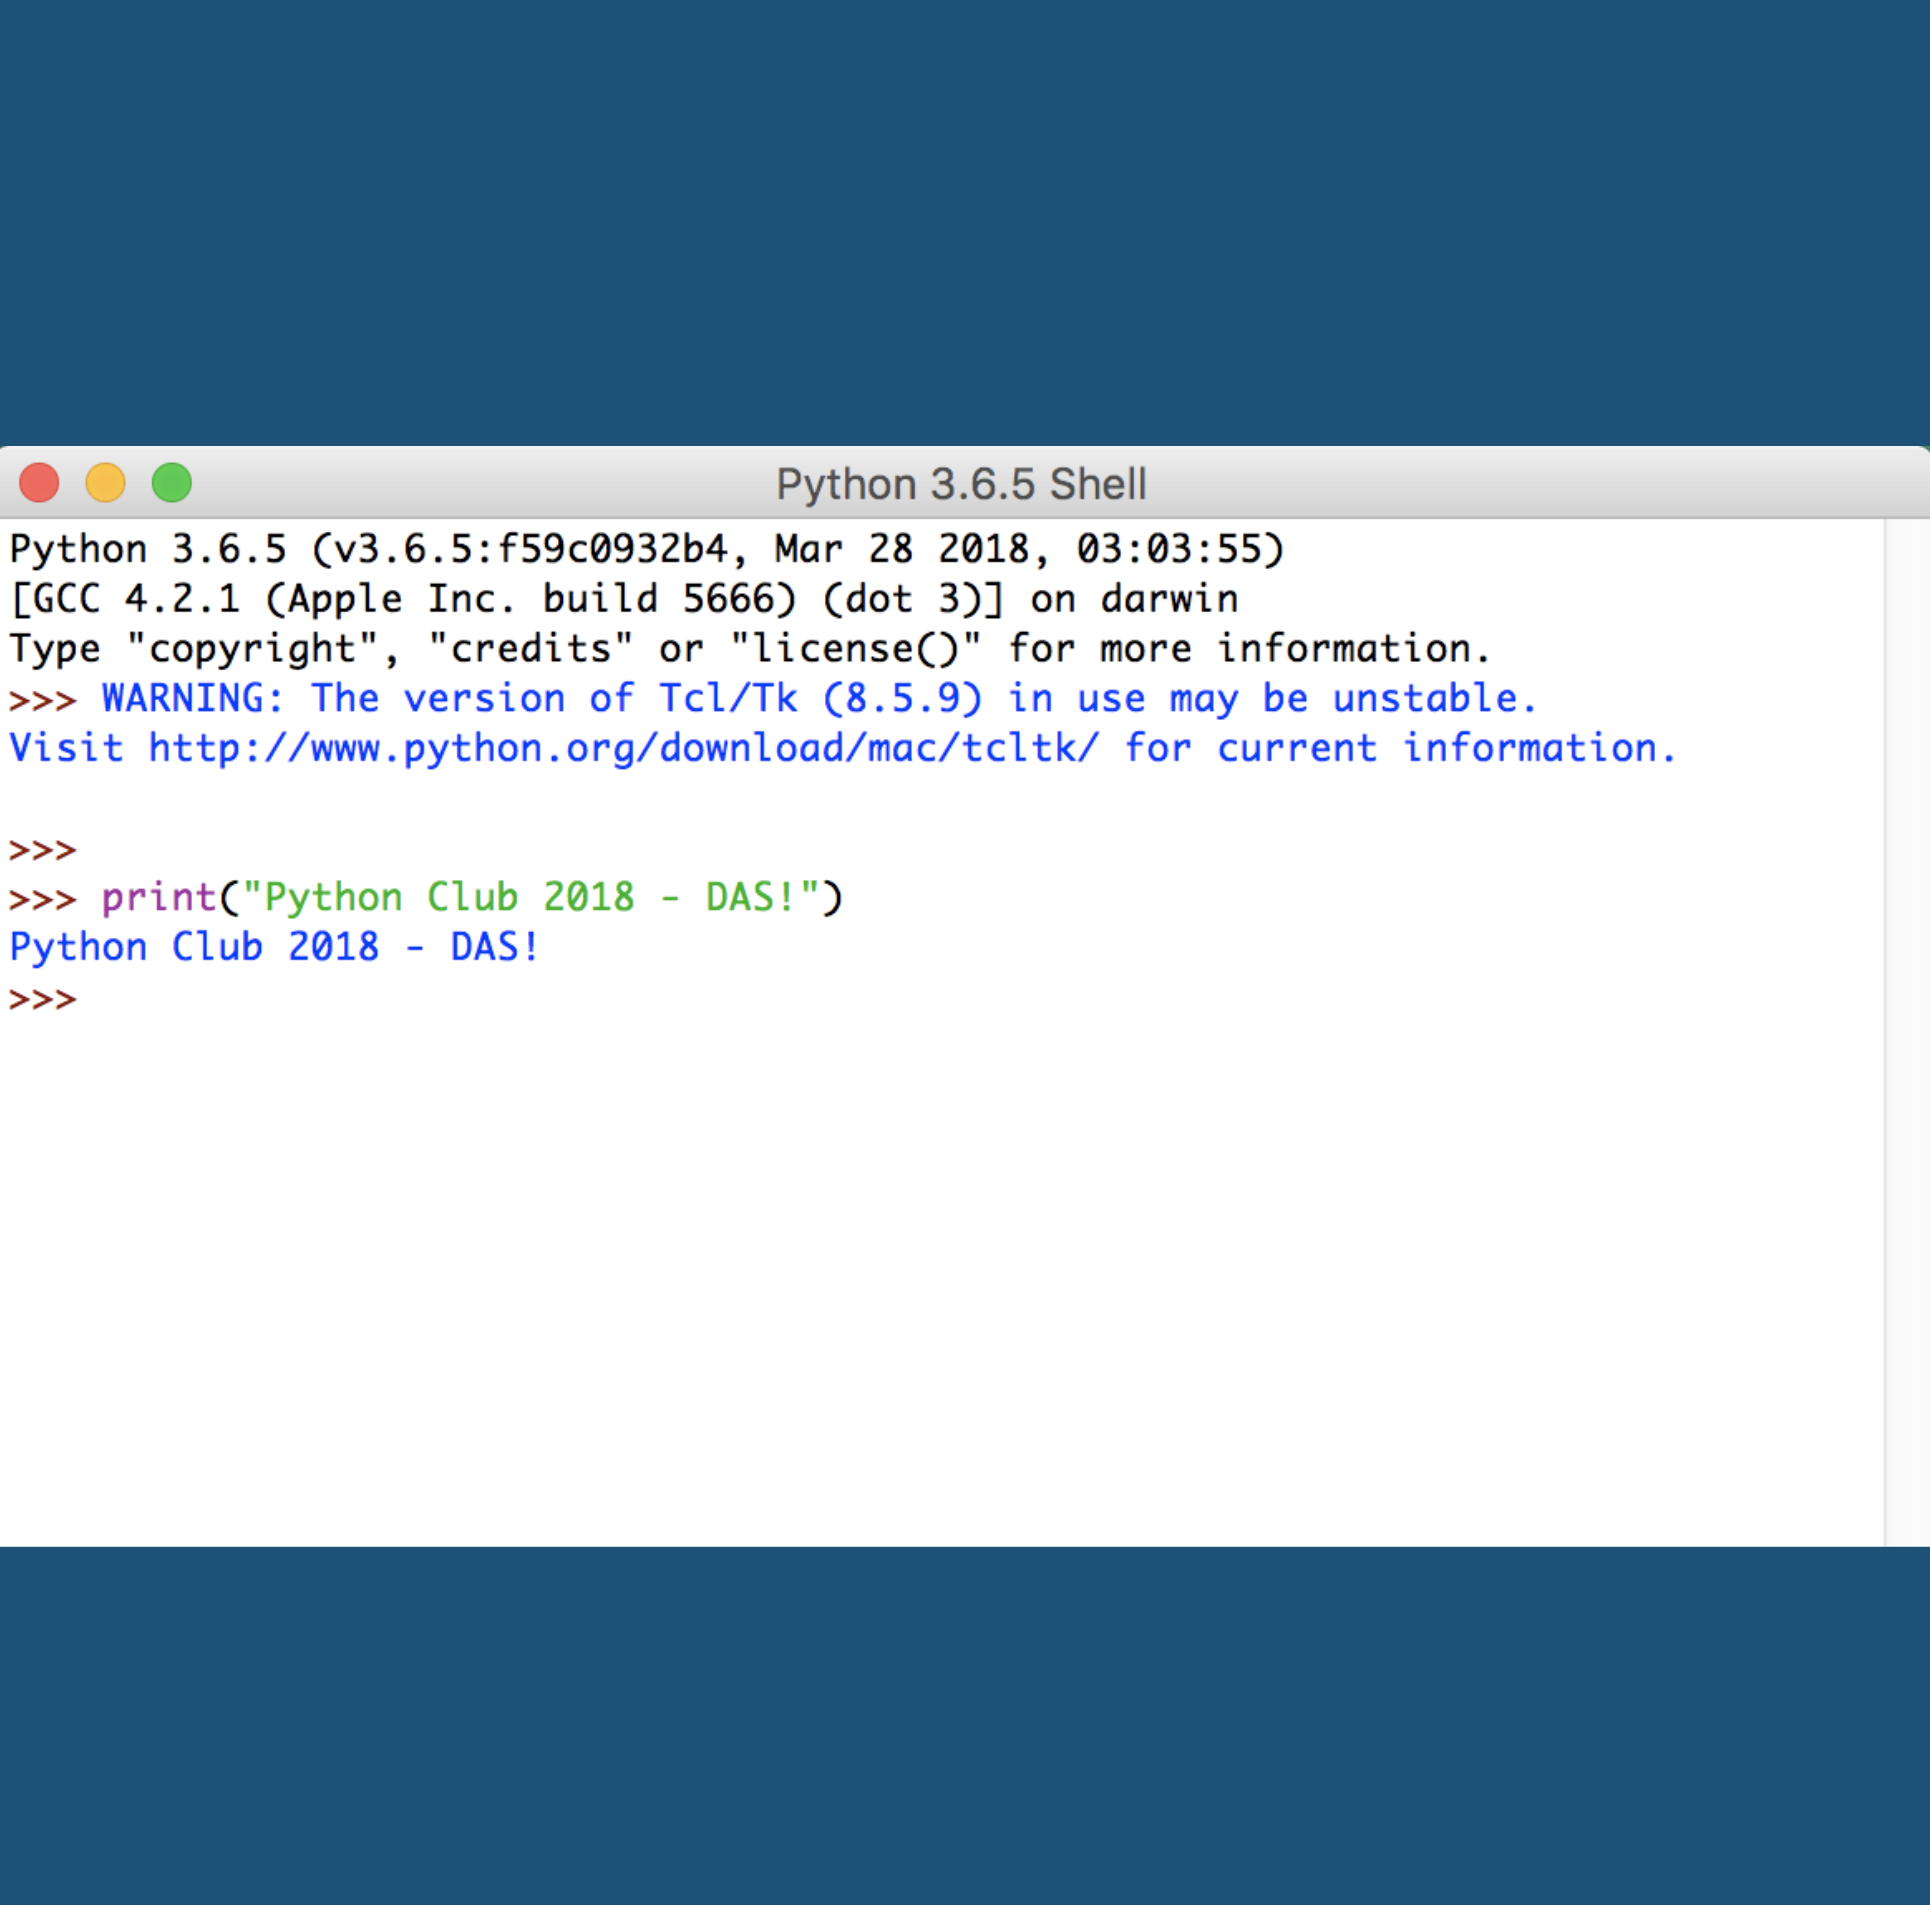 Python 3.6.5 Shell
Python 3.6.5 (v3.6.5:f59c0932b4, Mar 28 2018, 03:03:55)
[GCC 4.2.1 (Apple Inc. build 5666) (dot 3)] on darwin
Type "copyright", "credits" or "license()" for more information.
>>> WARNING: The version of Tcl/Tk (8.5.9) in use may be unstable.
Visit http://www.python.org/download/mac/tcltk/ for current information.
>>>
>>> print("Python Club 2018 - DAS!")
Python Club 2018 - DAS!
>>>